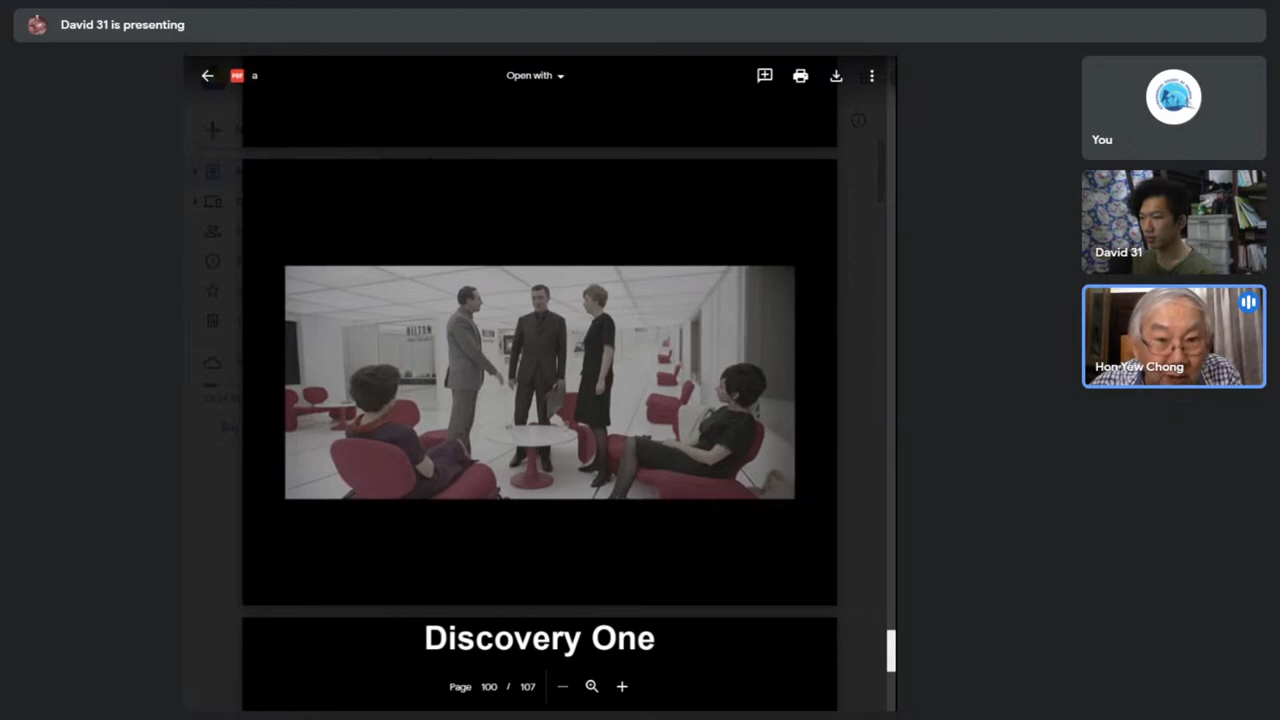 David 31 is presenting
a
Open with
You
David 31
HILTON
Hon Yew Chong
Discovery One
Page 100 / 107